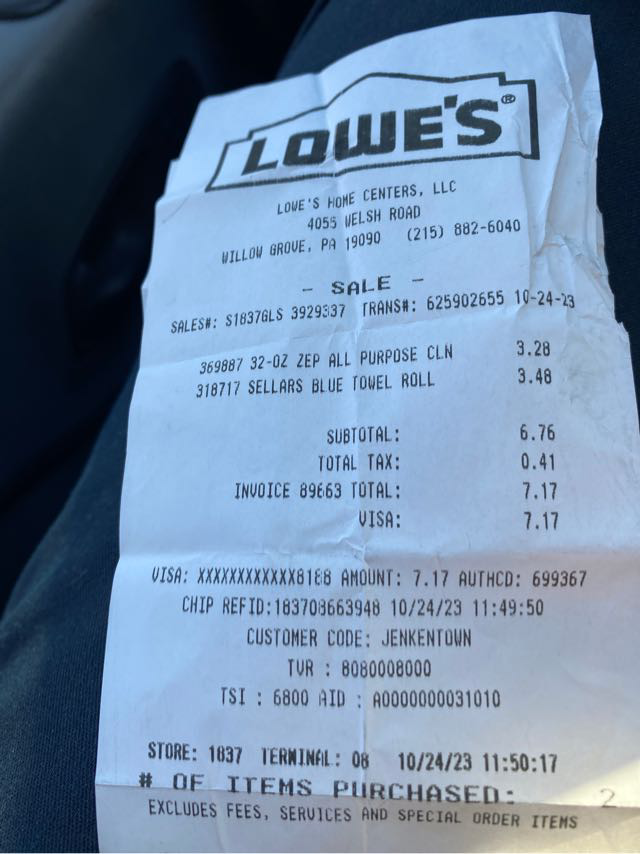 LOWE'S®
LOWE'S HOME CENTERS, LLC
4055 WELSH ROAD
WILLOW GROVE, PA 19090 (215) 882-6040
- SALE -
SALES#: S1837GLS 3929337 TRANS#: 625902655 10-24-23
369887 32-OZ ZEP ALL PURPOSE CLN 3.28
318717 SELLARS BLUE TOWEL ROLL 3.48
SUBTOTAL: 6.76
TOTAL TAX: 0.41
INVOICE 89663 TOTAL: 7.17
VISA: 7.17
VISA: XXXXXXXXXXXX8188 AMOUNT: 7.17 AUTHCD: 699367
CHIP REFID:183708663948 10/24/23 11:49:50
CUSTOMER CODE: JENKENTOWN
TVR : 8080008000
TSI : 6800 AID : A0000000031010
STORE: 1837 TERMINAL: 08 10/24/23 11:50:17
# OF ITEMS PURCHASED: 2
EXCLUDES FEES, SERVICES AND SPECIAL ORDER ITEMS